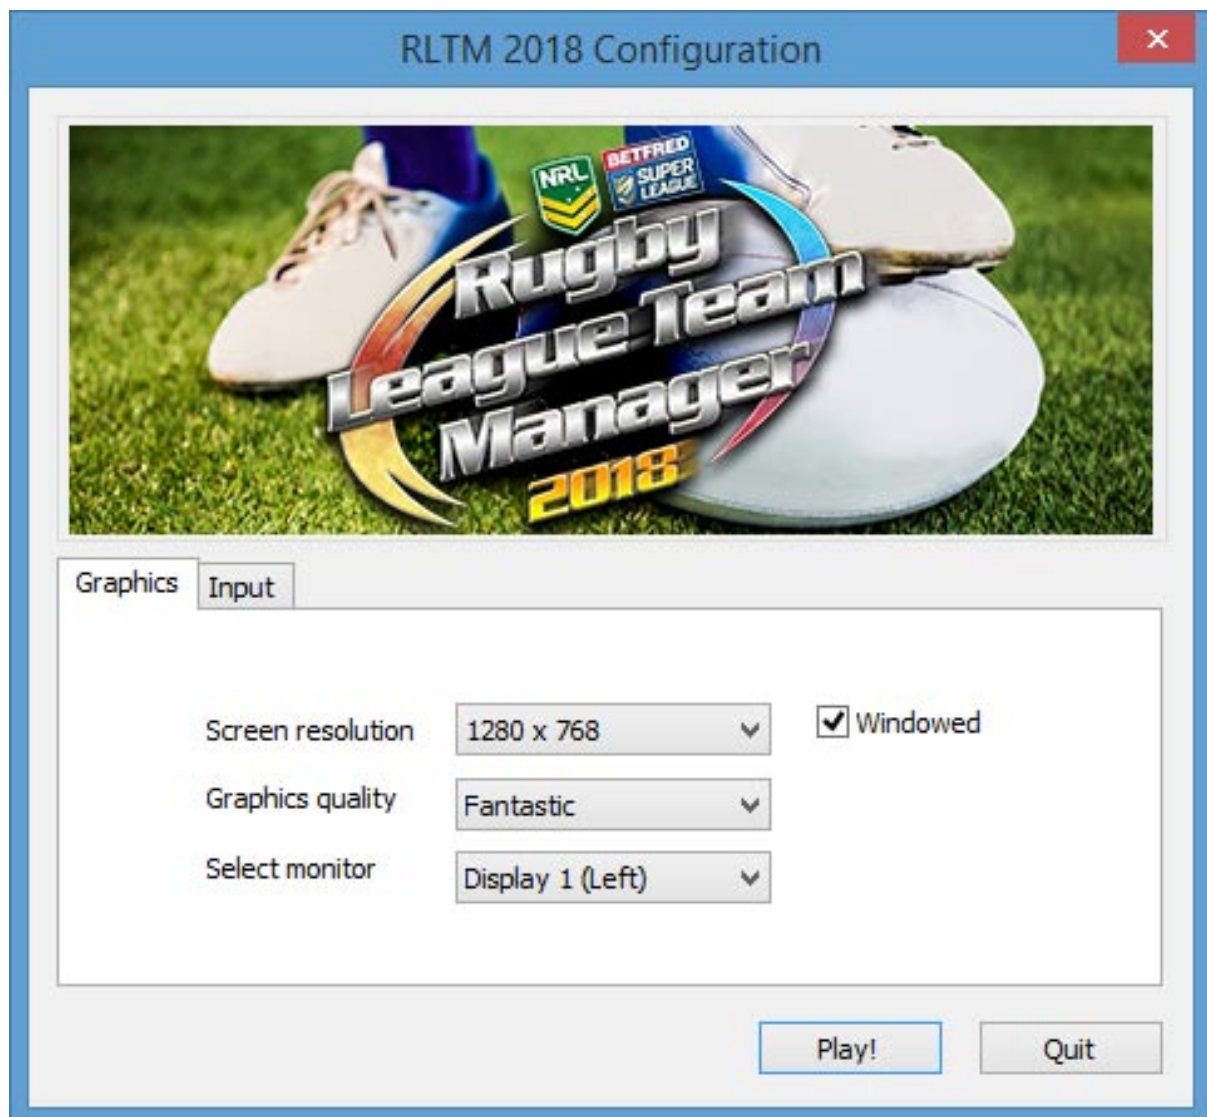 RLTM 2018 Configuration
NRL
BETFRED
SUPER
LEAGUE
Rugby
League Team
Manager
2018
Graphics
Input
Screen resolution
1280 x 768
Windowed
Graphics quality
Fantastic
Select monitor
Display 1 (Left)
Play!
Quit